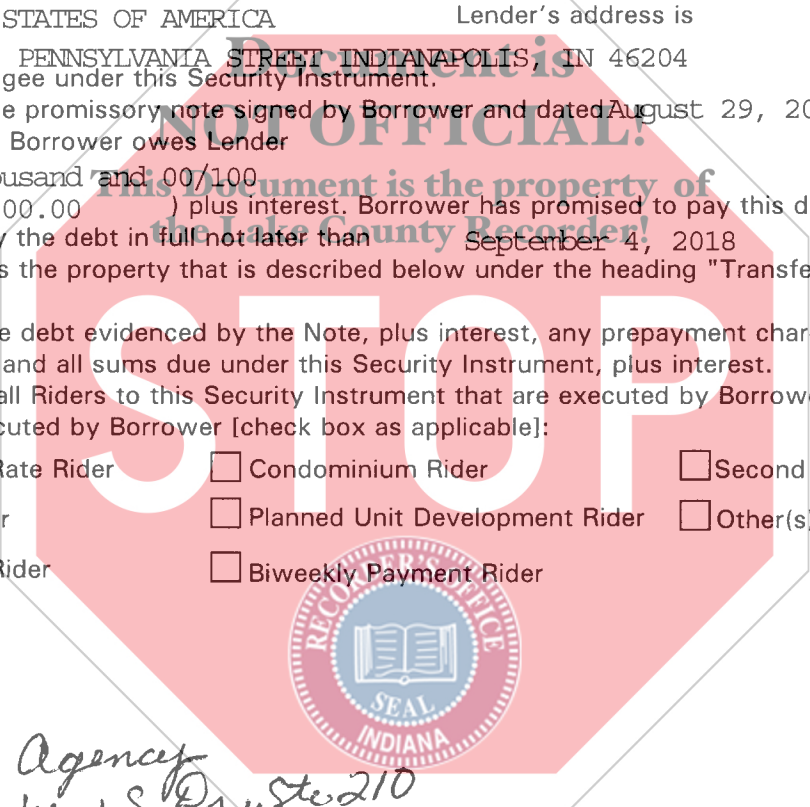 STATES OF AMERICA Lender's address is
PENNSYLVANIA STREET INDIANAPOLIS, IN 46204
gee under this Security Instrument.
e promissory note signed by Borrower and dated August 29, 20
Borrower owes Lender
ousand and 00/100
00.00 ) plus interest. Borrower has promised to pay this d
y the debt in full not later than September 4, 2018
s the property that is described below under the heading "Transfe
e debt evidenced by the Note, plus interest, any prepayment char
and all sums due under this Security Instrument, plus interest.
all Riders to this Security Instrument that are executed by Borrowe
cuted by Borrower [check box as applicable]:
Rate Rider Condominium Rider Second
r Planned Unit Development Rider Other(s)
Rider Biweekly Payment Rider
Document is
NOT OFFICIAL!
This Document is the property of
the Lake County Recorder!
STOP
RECORDER'S OFFICE
SEAL
INDIANA
Agency
S Ste 210